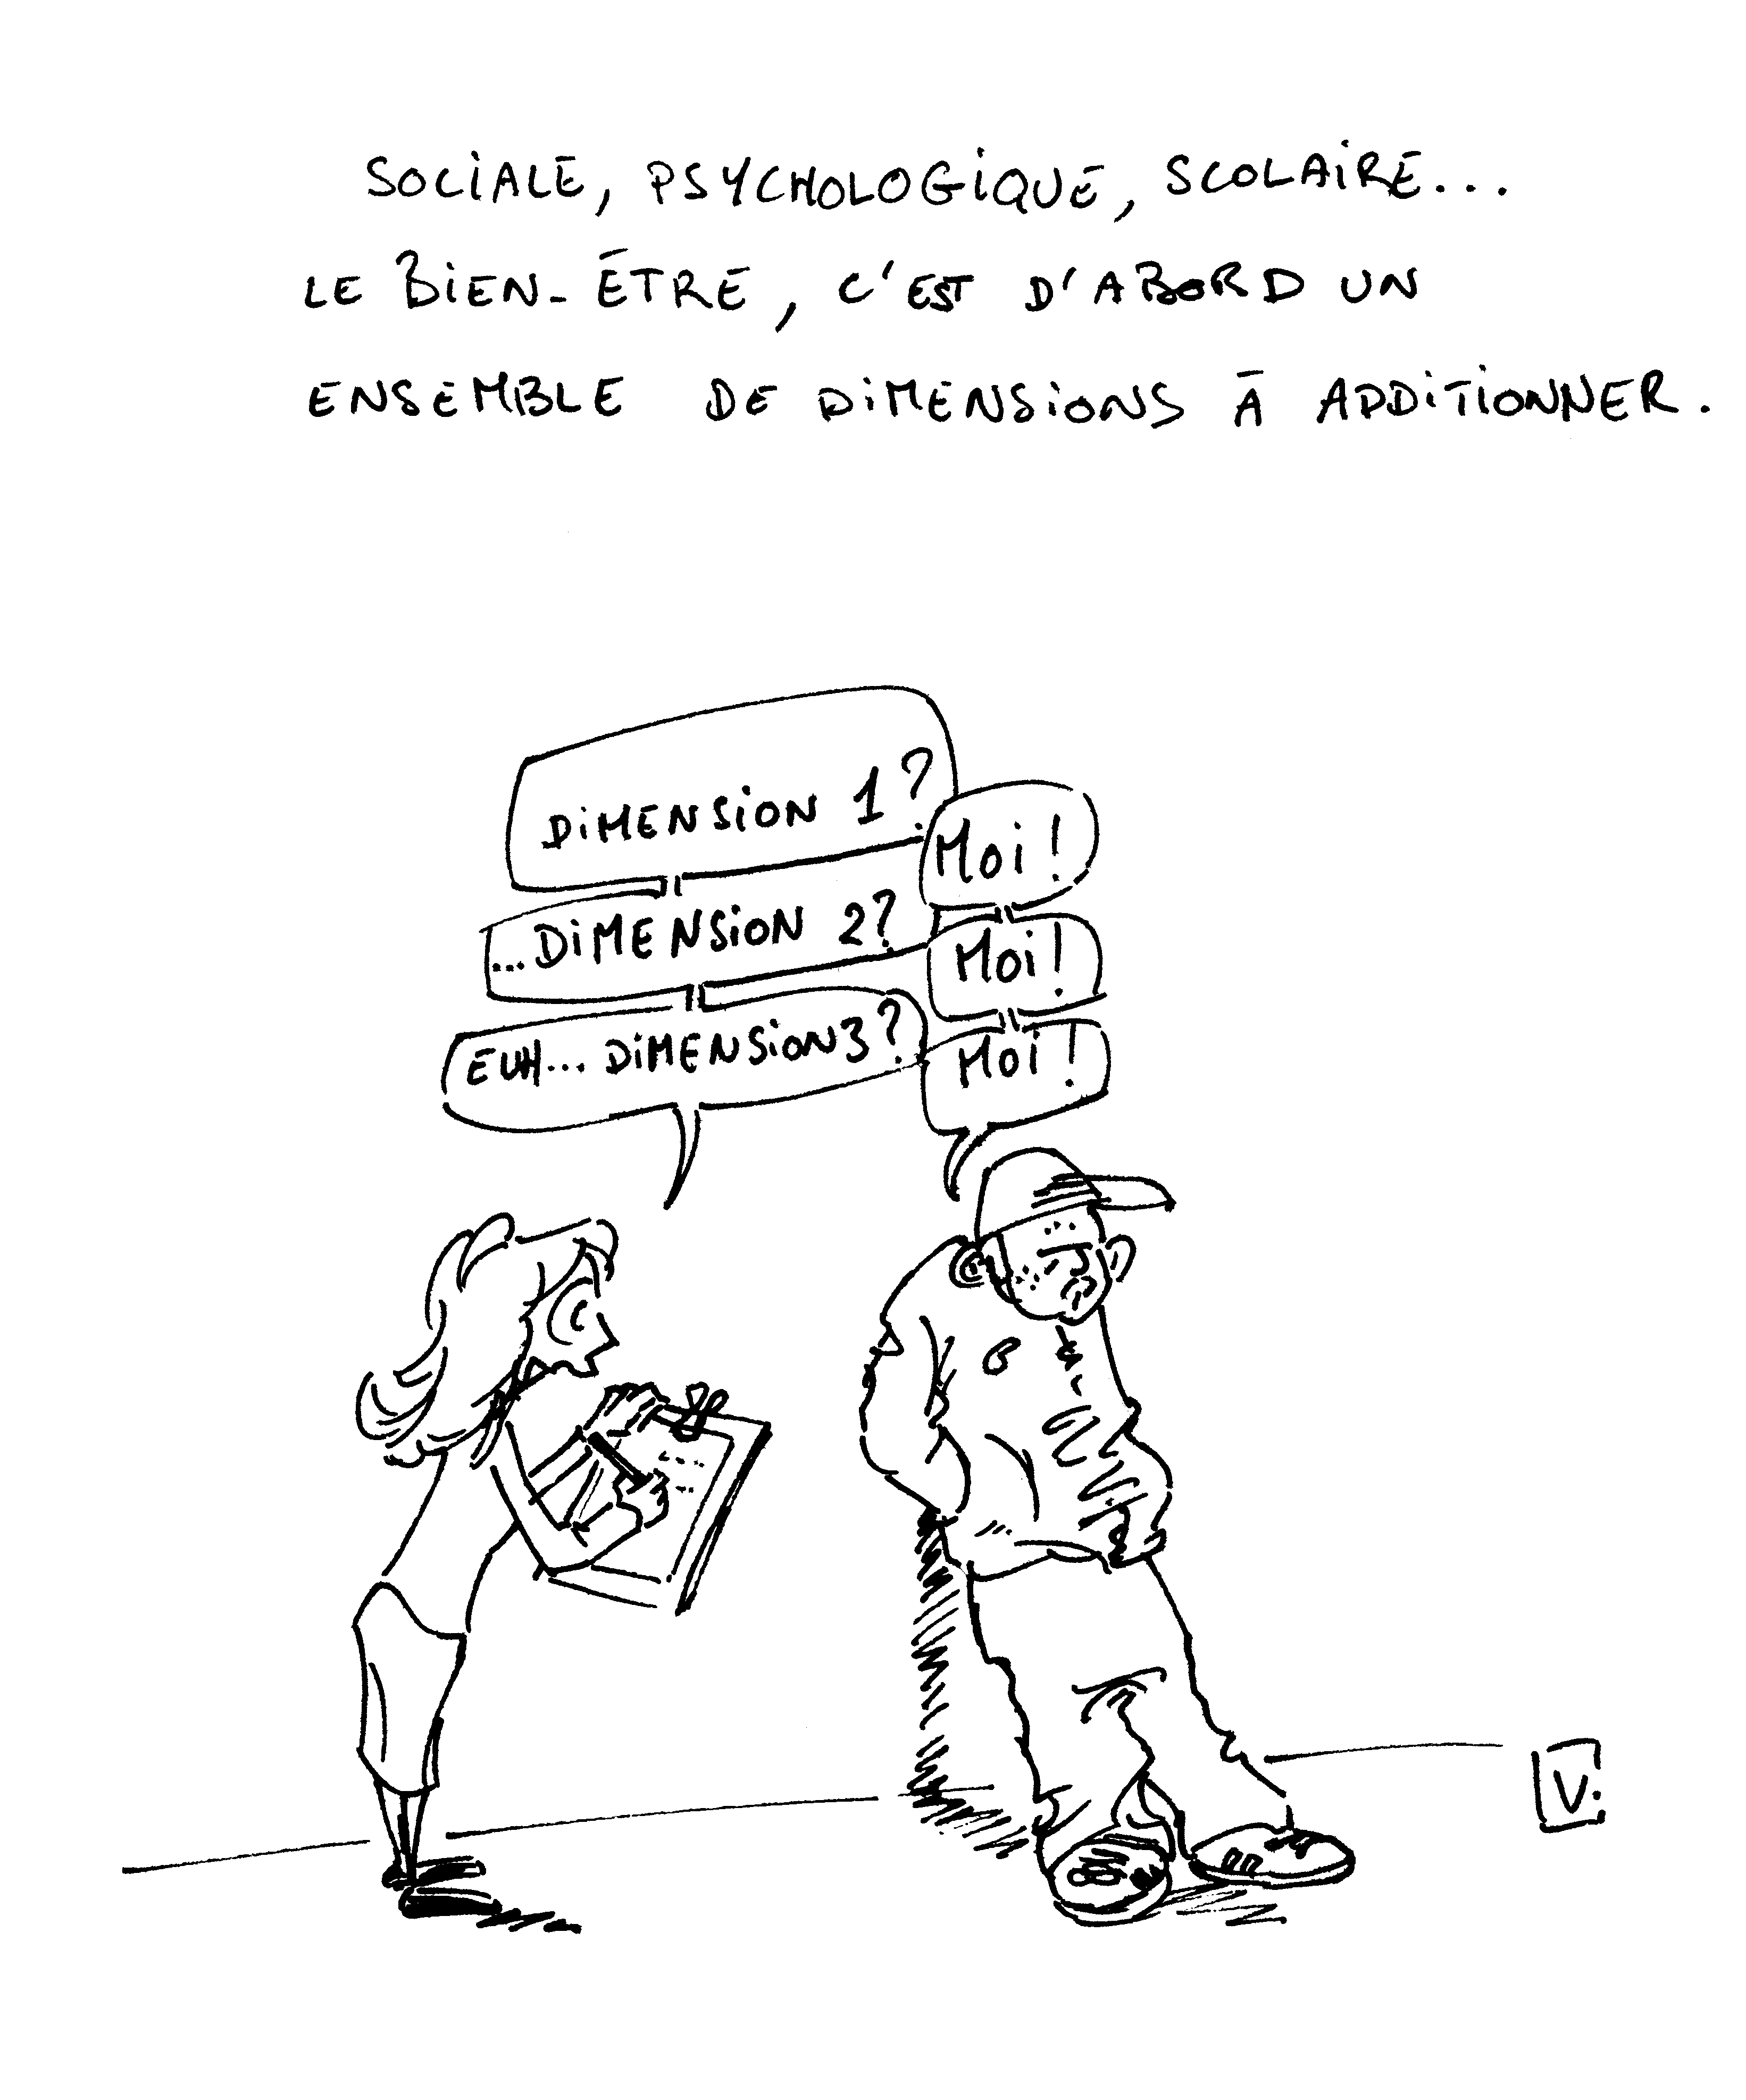 SOCIALE, PSYCHOLOGIQUE, SCOLAIRE...
LE BIEN-ÊTRE, C'EST D'ABORD UN
ENSEMBLE DE DIMENSIONS À ADDITIONNER.
DIMENSION 1?
MOI!
...DIMENSION 2?
MOI!
EUH... DIMENSION 3?
MOI!
V.